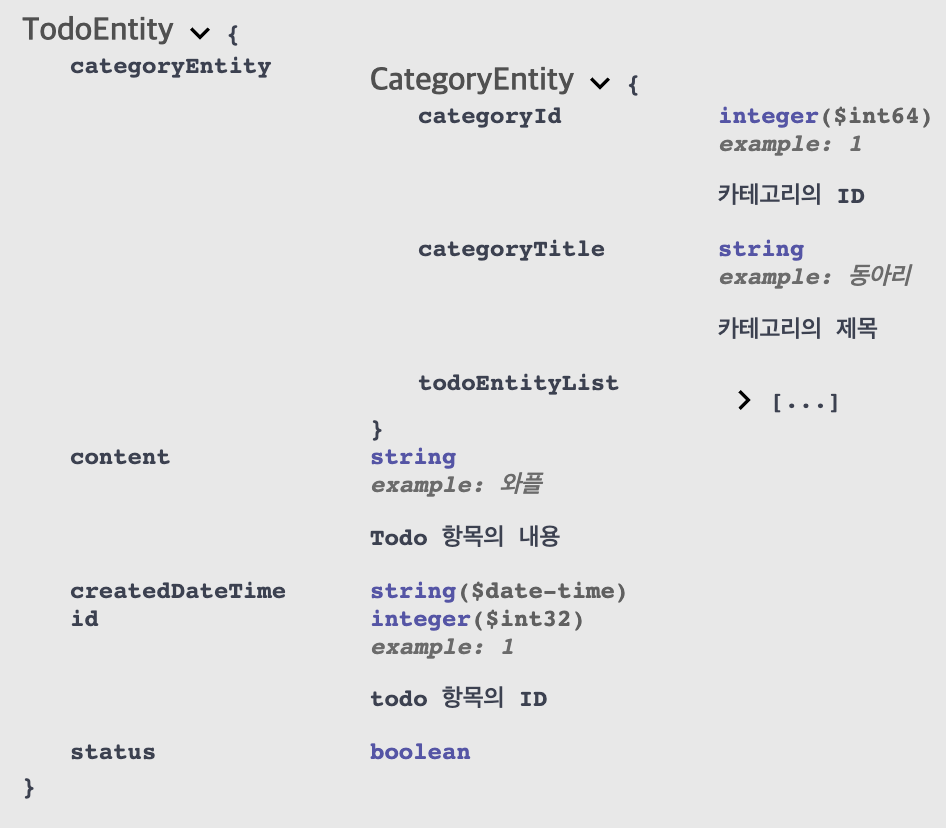 TodoEntity {
categoryEntity
CategoryEntity {
categoryId integer($int64)
example: 1
카테고리의 ID
categoryTitle string
example: 동아리
카테고리의 제목
todoEntityList [...]
}
content string
example: 와플
Todo 항목의 내용
createdDateTime string($date-time)
id integer($int32)
example: 1
todo 항목의 ID
status boolean
}